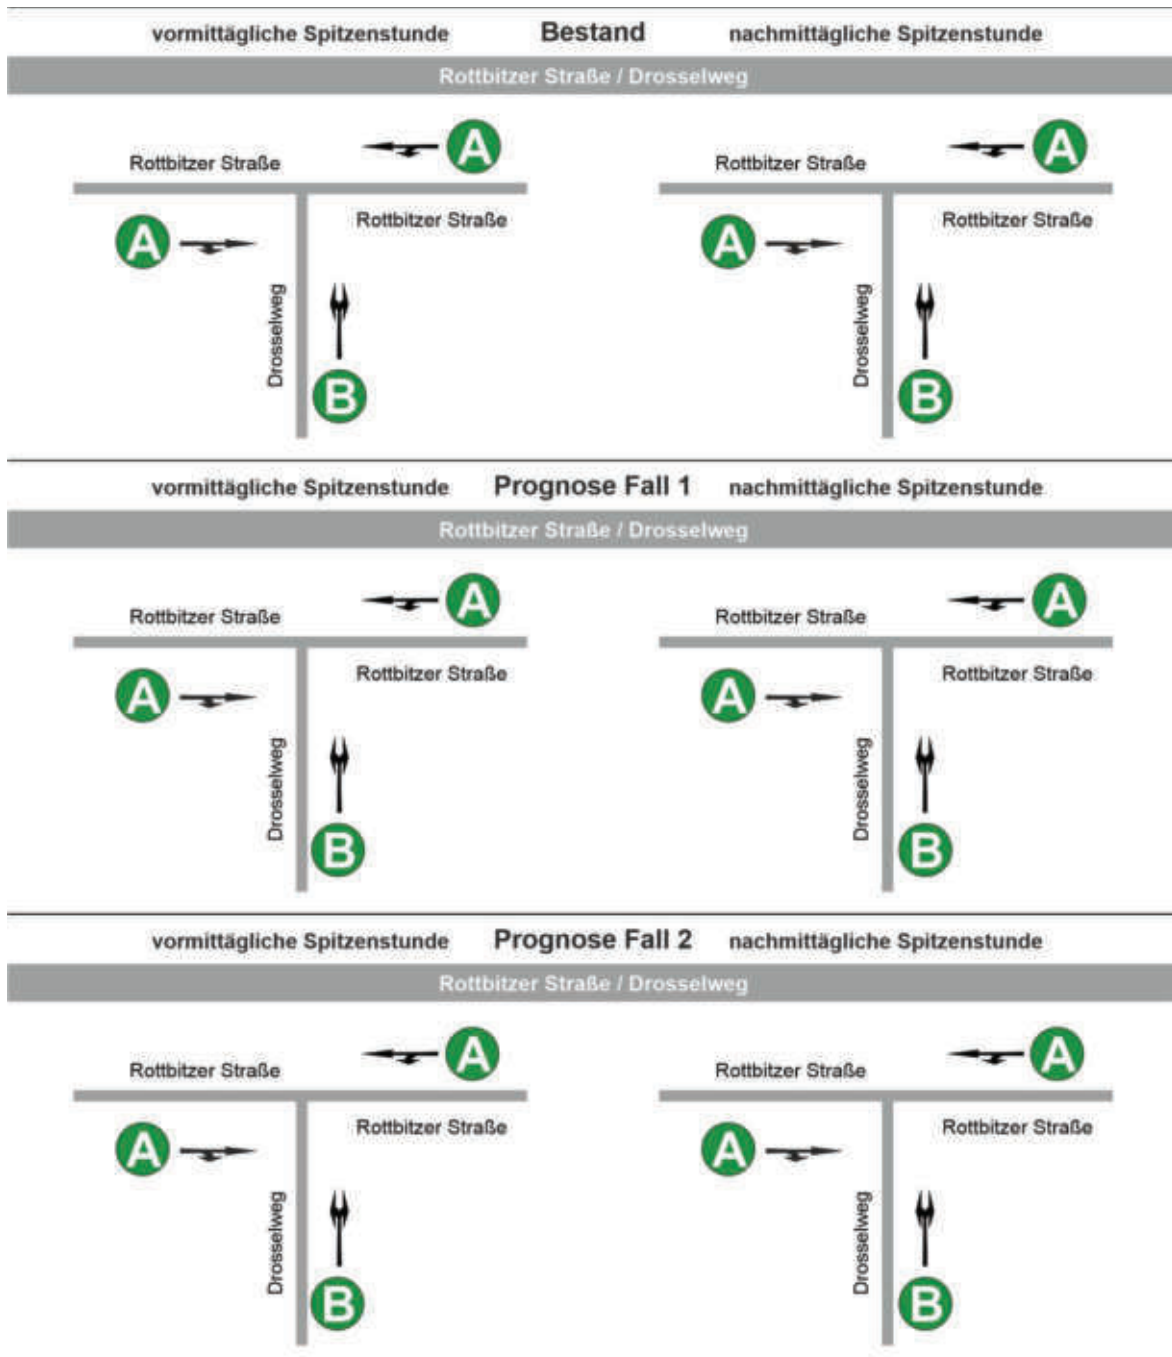 vormittägliche Spitzenstunde Bestand nachmittägliche Spitzenstunde
Rottbitzer Straße / Drosselweg
A A
Rottbitzer Straße Rottbitzer Straße
Rottbitzer Straße Rottbitzer Straße
A A
Drosselweg Drosselweg
B B
vormittägliche Spitzenstunde Prognose Fall 1 nachmittägliche Spitzenstunde
Rottbitzer Straße / Drosselweg
A A
Rottbitzer Straße Rottbitzer Straße
Rottbitzer Straße Rottbitzer Straße
A A
Drosselweg Drosselweg
B B
vormittägliche Spitzenstunde Prognose Fall 2 nachmittägliche Spitzenstunde
Rottbitzer Straße / Drosselweg
A A
Rottbitzer Straße Rottbitzer Straße
Rottbitzer Straße Rottbitzer Straße
A A
Drosselweg Drosselweg
B B